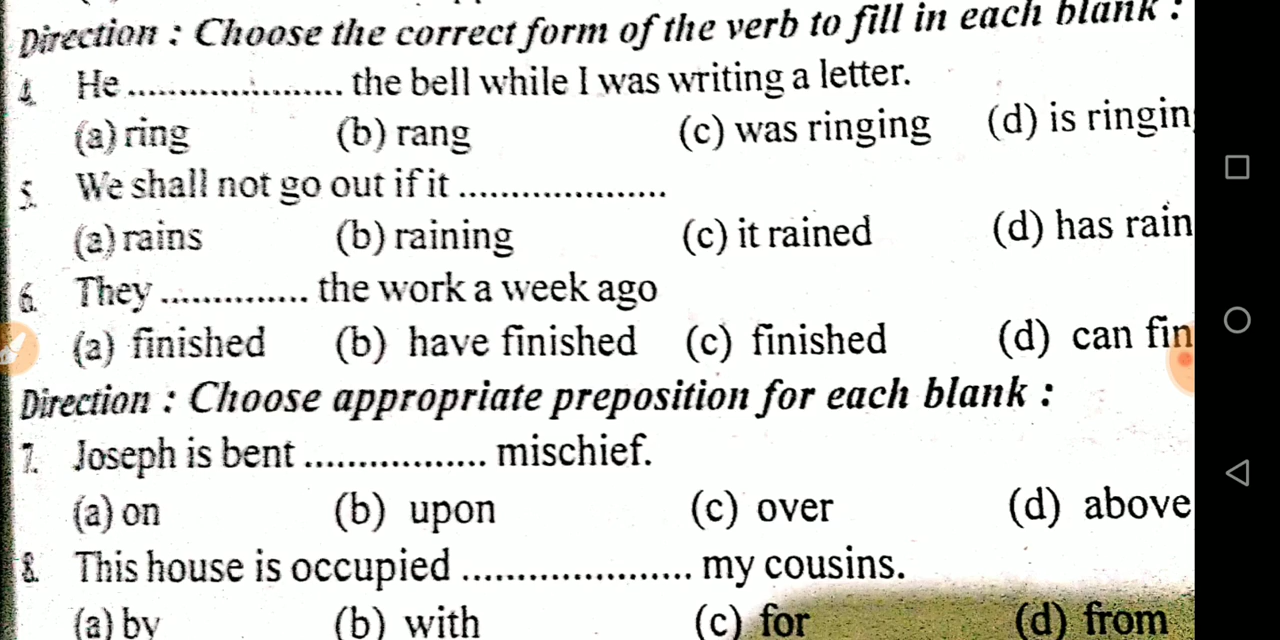 Direction : Choose the correct form of the verb to fill in each blank :
4. He ..................... the bell while I was writing a letter.
(a) ring (b) rang (c) was ringing (d) is ringin
5. We shall not go out if it ....................
(a) rains (b) raining (c) it rained (d) has rain
6. They .............. the work a week ago
(a) finished (b) have finished (c) finished (d) can fin
Direction : Choose appropriate preposition for each blank :
7. Joseph is bent ................. mischief.
(a) on (b) upon (c) over (d) above
8. This house is occupied ..................... my cousins.
(a) by (b) with (c) for (d) from